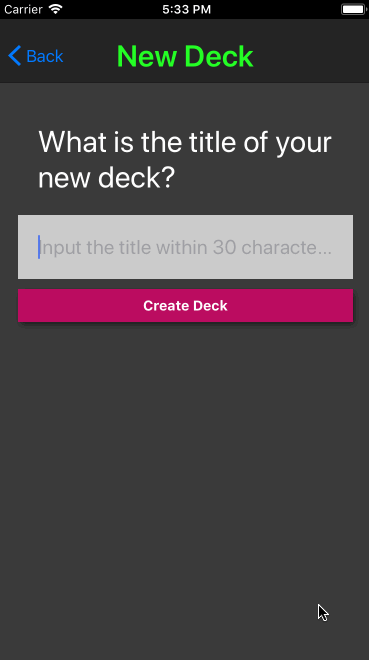 Carrier 5:33 PM
Back New Deck
What is the title of your
new deck?
Input the title within 30 characte...
Create Deck